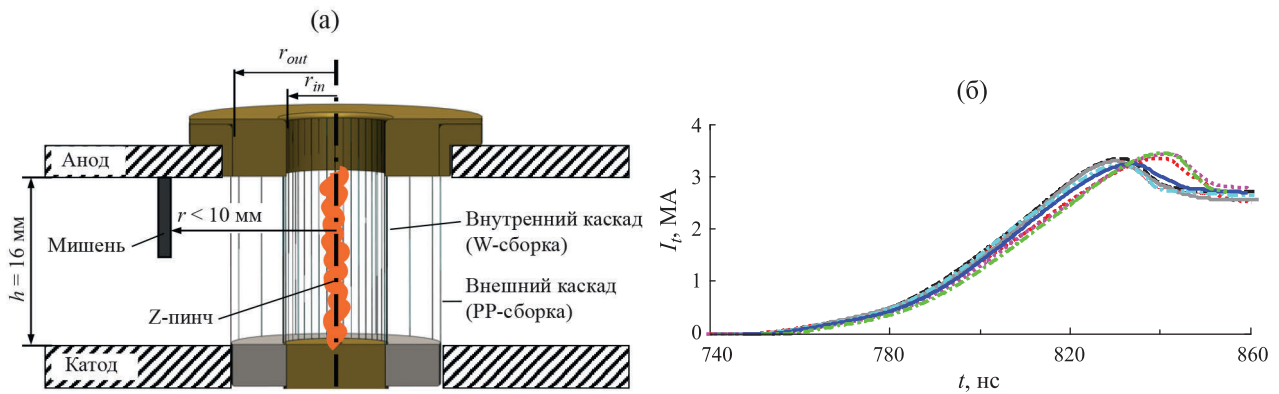 (а)
r_out
r_in
Анод
r < 10 мм
Мишень
h = 16 мм
Внутренний каскад
(W-сборка)
Внешний каскад
(PP-сборка)
Z-пинч
Катод
(б)
I_t, МА
4
3
2
1
0
740
780
820
860
t, нс